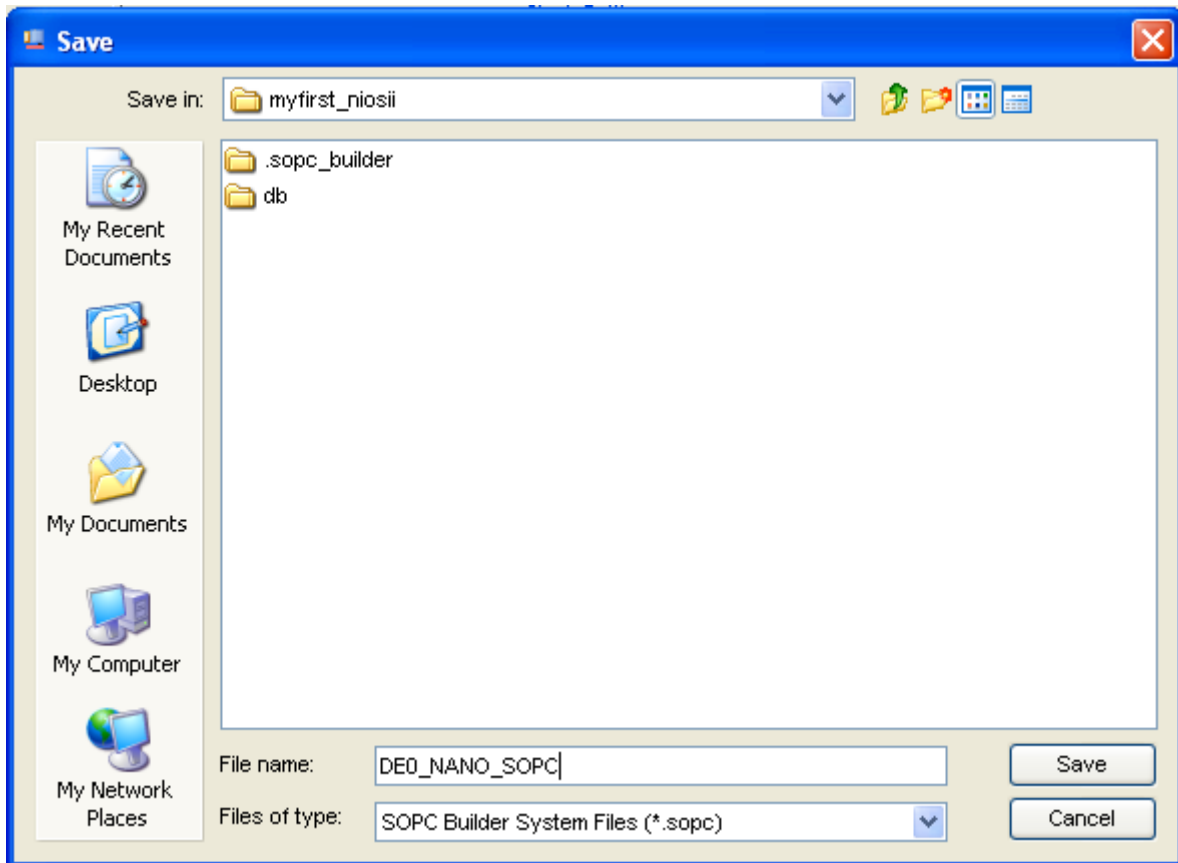 Save
Save in:
myfirst_niosii
.sopc_builder
db
My Recent
Documents
Desktop
My Documents
My Computer
My Network
Places
File name:
DE0_NANO_SOPC
Save
Files of type:
SOPC Builder System Files (*.sopc)
Cancel